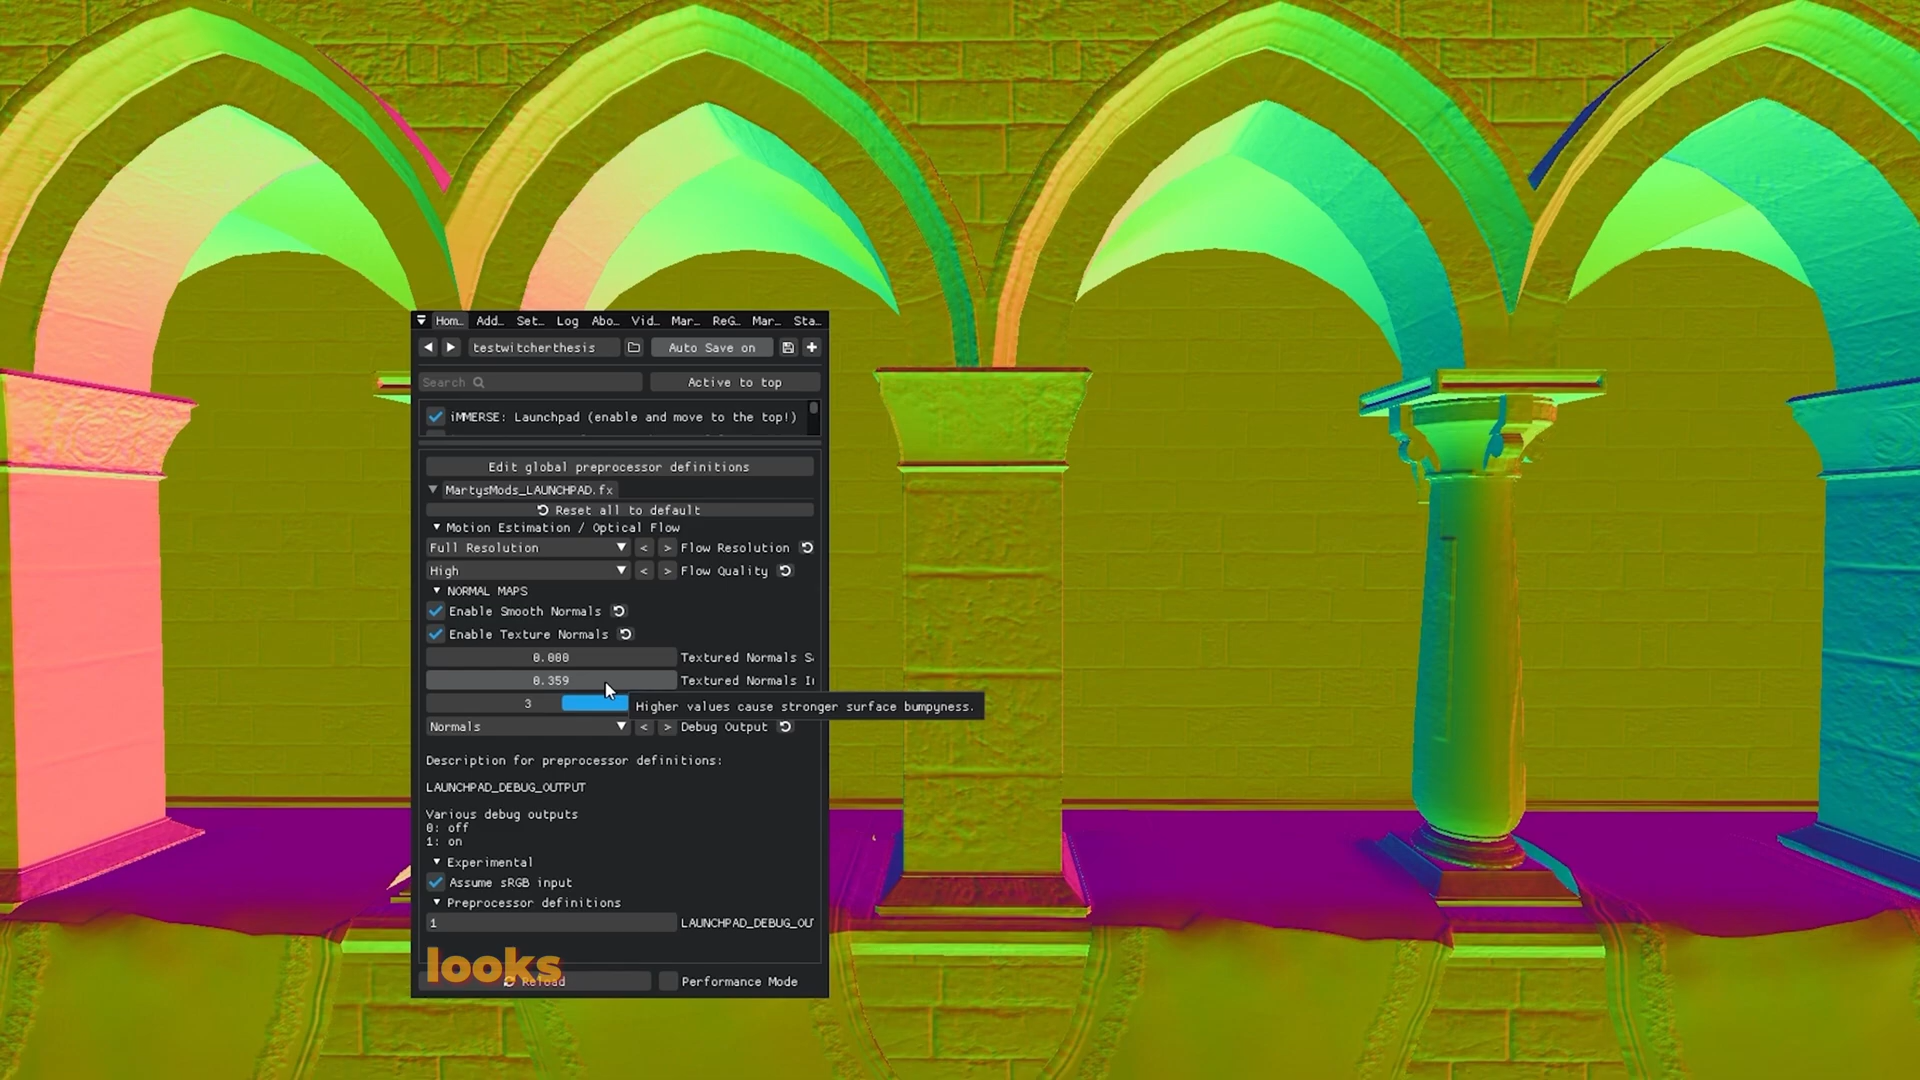 Hom… Add… Set… Log Abo… Vid… Mar… ReG… Mar… Sta…
testwitcherthesis Auto Save on
Search Active to top
iMMERSE: Launchpad (enable and move to the top!)
Edit global preprocessor definitions
MartysMods_LAUNCHPAD.fx
Reset all to default
Motion Estimation / Optical Flow
Full Resolution < > Flow Resolution
High < > Flow Quality
NORMAL MAPS
Enable Smooth Normals
Enable Texture Normals
0.000 Textured Normals
0.359 Textured Normals
3
Higher values cause stronger surface bumpyness.
Normals < > Debug Output
Description for preprocessor definitions:
LAUNCHPAD_DEBUG_OUTPUT
Various debug outputs
0: off
1: on
Experimental
Assume sRGB input
Preprocessor definitions
1 LAUNCHPAD_DEBUG_OU
looks
Reload Performance Mode